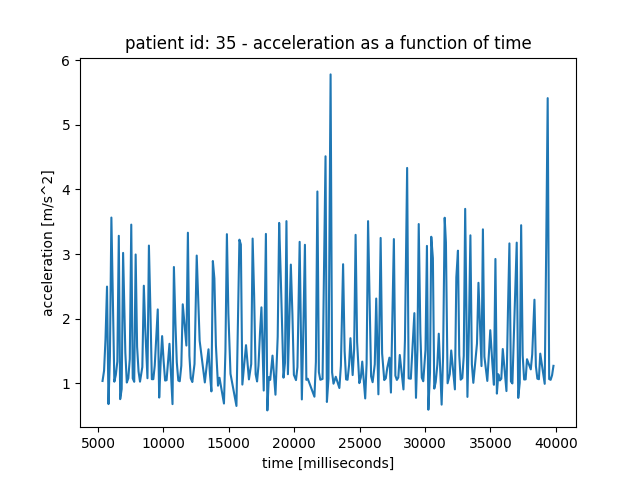 patient id: 35 - acceleration as a function of time
6
5
4
3
2
1
acceleration [m/s^2]
5000 10000 15000 20000 25000 30000 35000 40000
time [milliseconds]